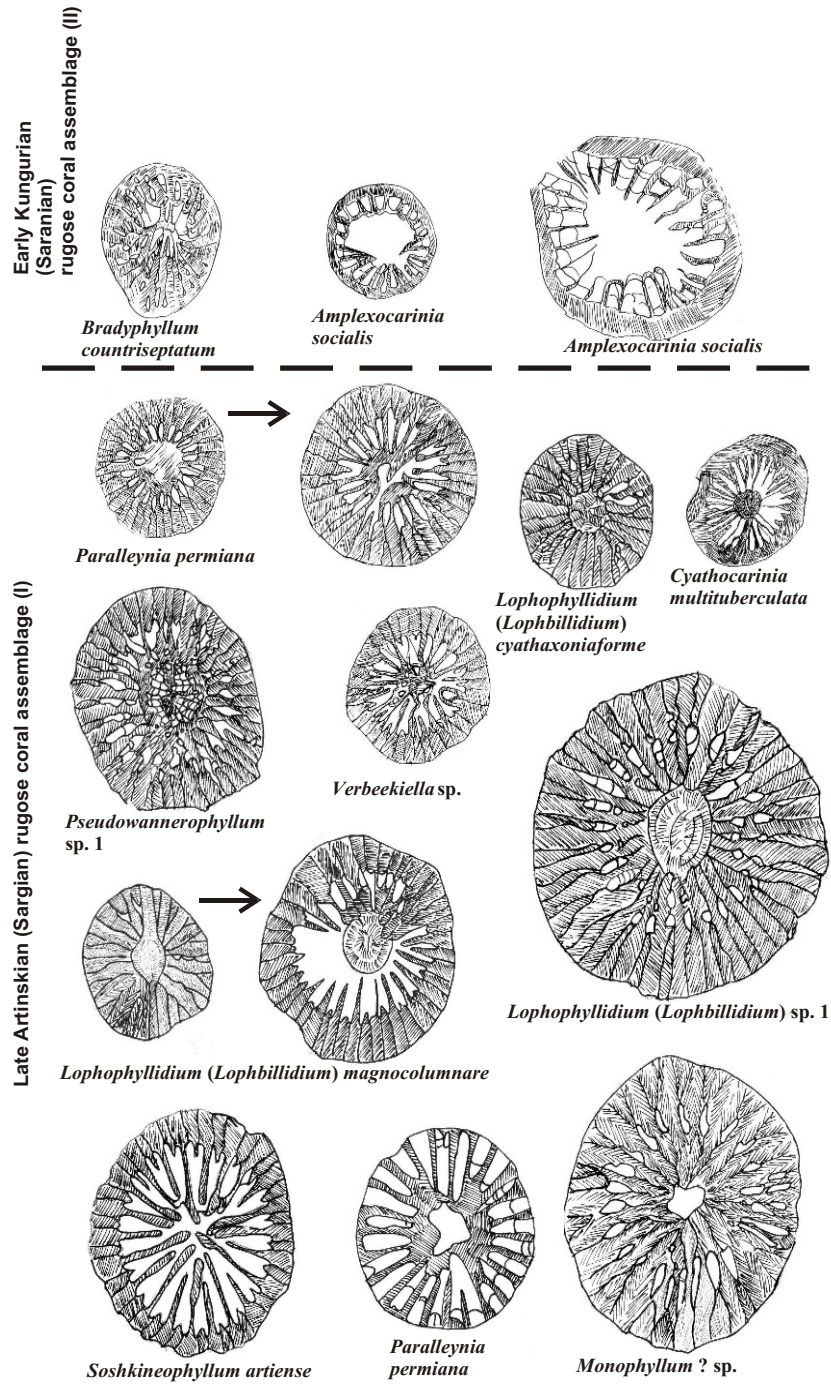 Early Kungurian
(Saranian)
rugose coral assemblage (II)
Bradyphyllum
countriseptatum
Amplexocarinia
socialis
Amplexocarinia socialis
Late Artinskian (Sargian) rugose coral assemblage (I)
Paralleynia permiana
Lophophyllidium
(Lophbillidium)
cyathaxoniaforme
Cyathocarinia
multituberculata
Pseudowannerophyllum
sp. 1
Verbeekiella sp.
Lophophyllidium (Lophbillidium) sp. 1
Lophophyllidium (Lophbillidium) magnocolumnare
Soshkineophyllum artiense
Paralleynia
permiana
Monophyllum ? sp.